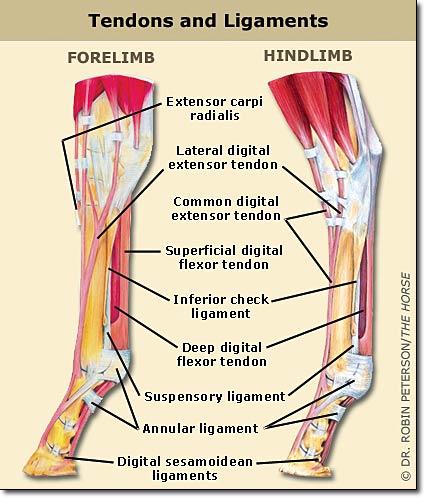 Tendons and Ligaments
FORELIMB
HINDLIMB
Extensor carpi
radialis
Lateral digital
extensor tendon
Common digital
extensor tendon
Superficial digital
flexor tendon
Inferior check
ligament
Deep digital
flexor tendon
Suspensory ligament
Annular ligament
Digital sesamoidean
ligaments
© DR. ROBIN PETERSON/THE HORSE